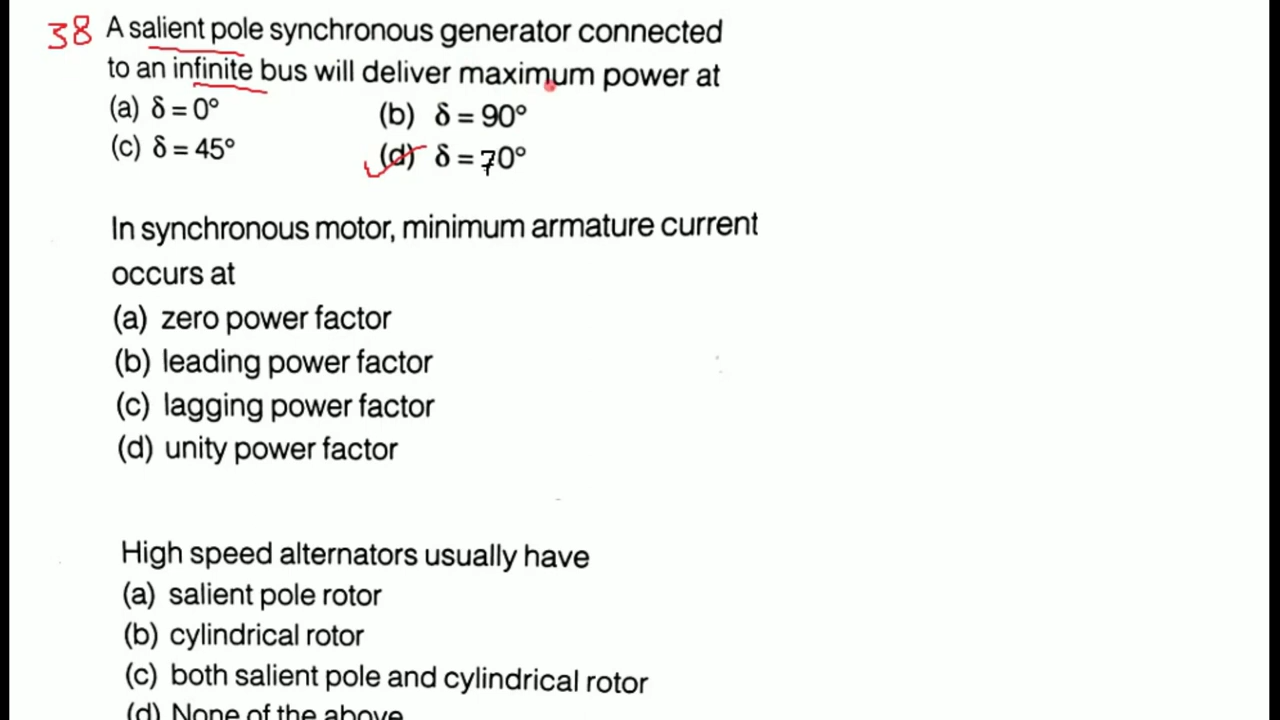 38 A salient pole synchronous generator connected
to an infinite bus will deliver maximum power at
(a) δ = 0° (b) δ = 90°
(c) δ = 45° (d) δ = 70°
In synchronous motor, minimum armature current
occurs at
(a) zero power factor
(b) leading power factor
(c) lagging power factor
(d) unity power factor
High speed alternators usually have
(a) salient pole rotor
(b) cylindrical rotor
(c) both salient pole and cylindrical rotor
(d) None of the above